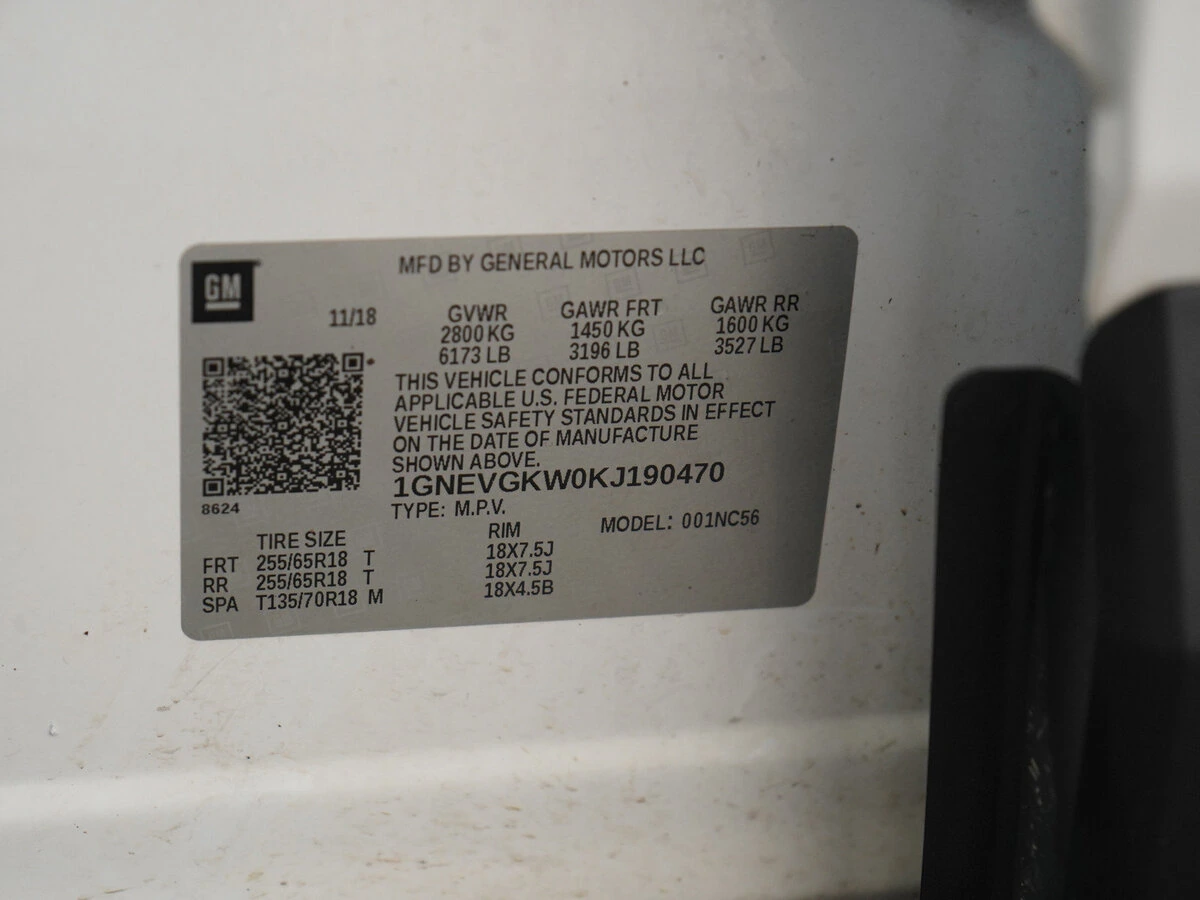 GM
MFD BY GENERAL MOTORS LLC
11/18
GVWR GAWR FRT GAWR RR
2800 KG 1450 KG 1600 KG
6173 LB 3196 LB 3527 LB
THIS VEHICLE CONFORMS TO ALL
APPLICABLE U.S. FEDERAL MOTOR
VEHICLE SAFETY STANDARDS IN EFFECT
ON THE DATE OF MANUFACTURE
SHOWN ABOVE.
1GNEVGKW0KJ190470
8624
TYPE: M.P.V. MODEL: 001NC56
TIRE SIZE RIM
FRT 255/65R18 T 18X7.5J
RR 255/65R18 T 18X7.5J
SPA T135/70R18 M 18X4.5B